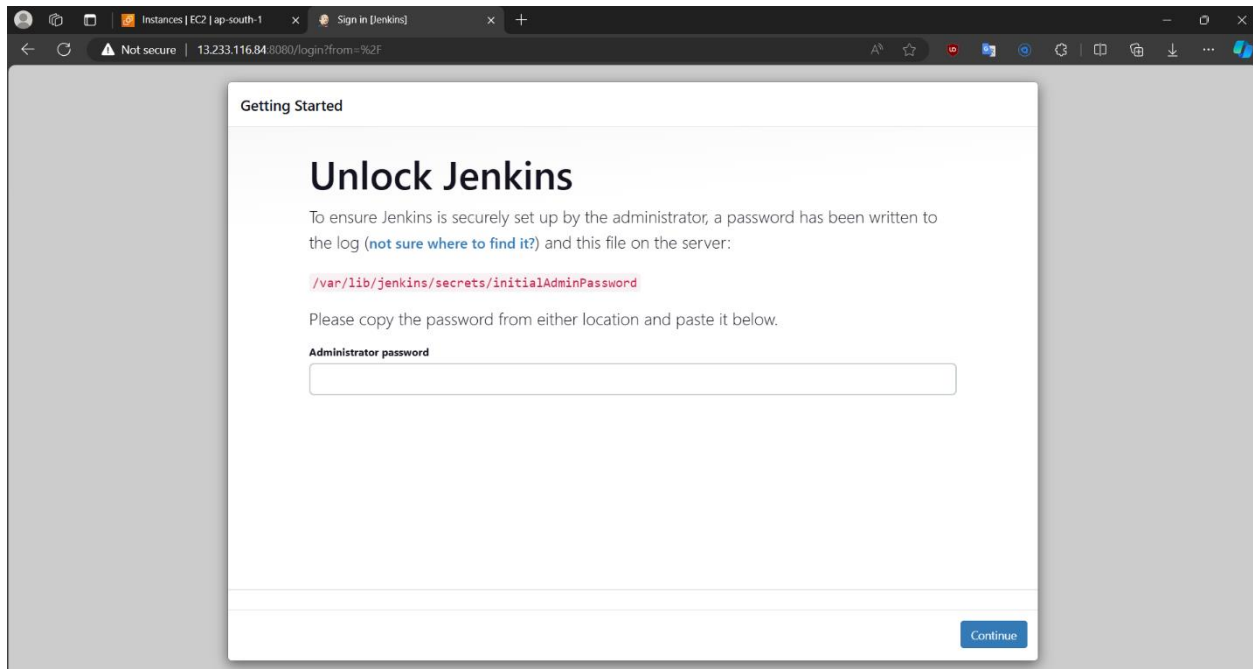 Instances | EC2 | ap-south-1
Sign in [Jenkins]
Not secure | 13.233.116.84:8080/login?from=%2F
Getting Started
Unlock Jenkins
To ensure Jenkins is securely set up by the administrator, a password has been written to
the log (not sure where to find it?) and this file on the server:
/var/lib/jenkins/secrets/initialAdminPassword
Please copy the password from either location and paste it below.
Administrator password
Continue